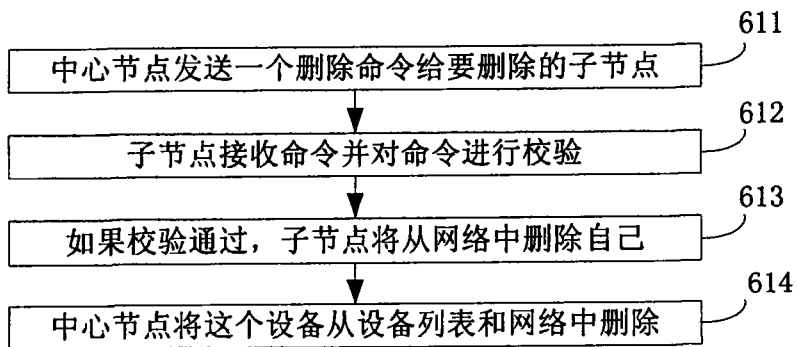 611
中心节点发送一个删除命令给要删除的子节点
612
子节点接收命令并对命令进行校验
613
如果校验通过，子节点将从网络中删除自己
614
中心节点将这个设备从设备列表和网络中删除